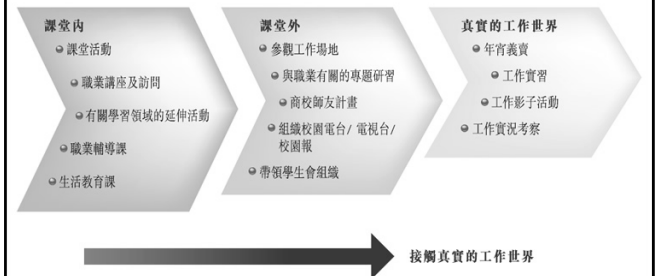 課堂內
課堂活動
職業講座及訪問
有關學習領域的延伸活動
職業輔導課
生活教育課
課堂外
參觀工作場地
與職業有關的專題研習
商校師友計畫
組織校園電台/ 電視台/
校園報
帶領學生會組織
真實的工作世界
年宵義賣
工作實習
工作影子活動
工作實況考察
接觸真實的工作世界